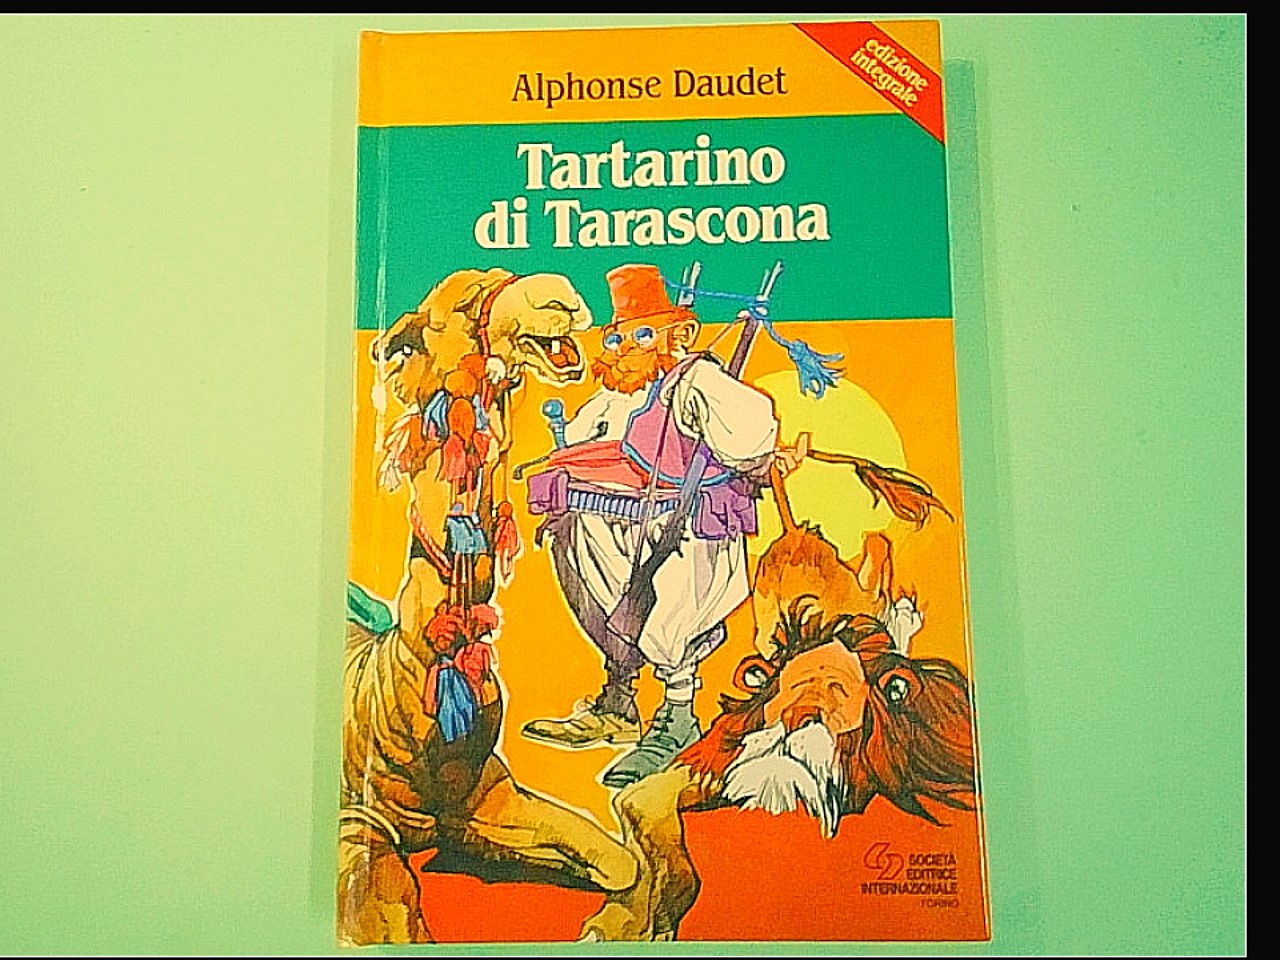 edizione
integrale
Alphonse Daudet
Tartarino
di Tarascona
SOCIETÀ
EDITRICE
INTERNAZIONALE
TORINO